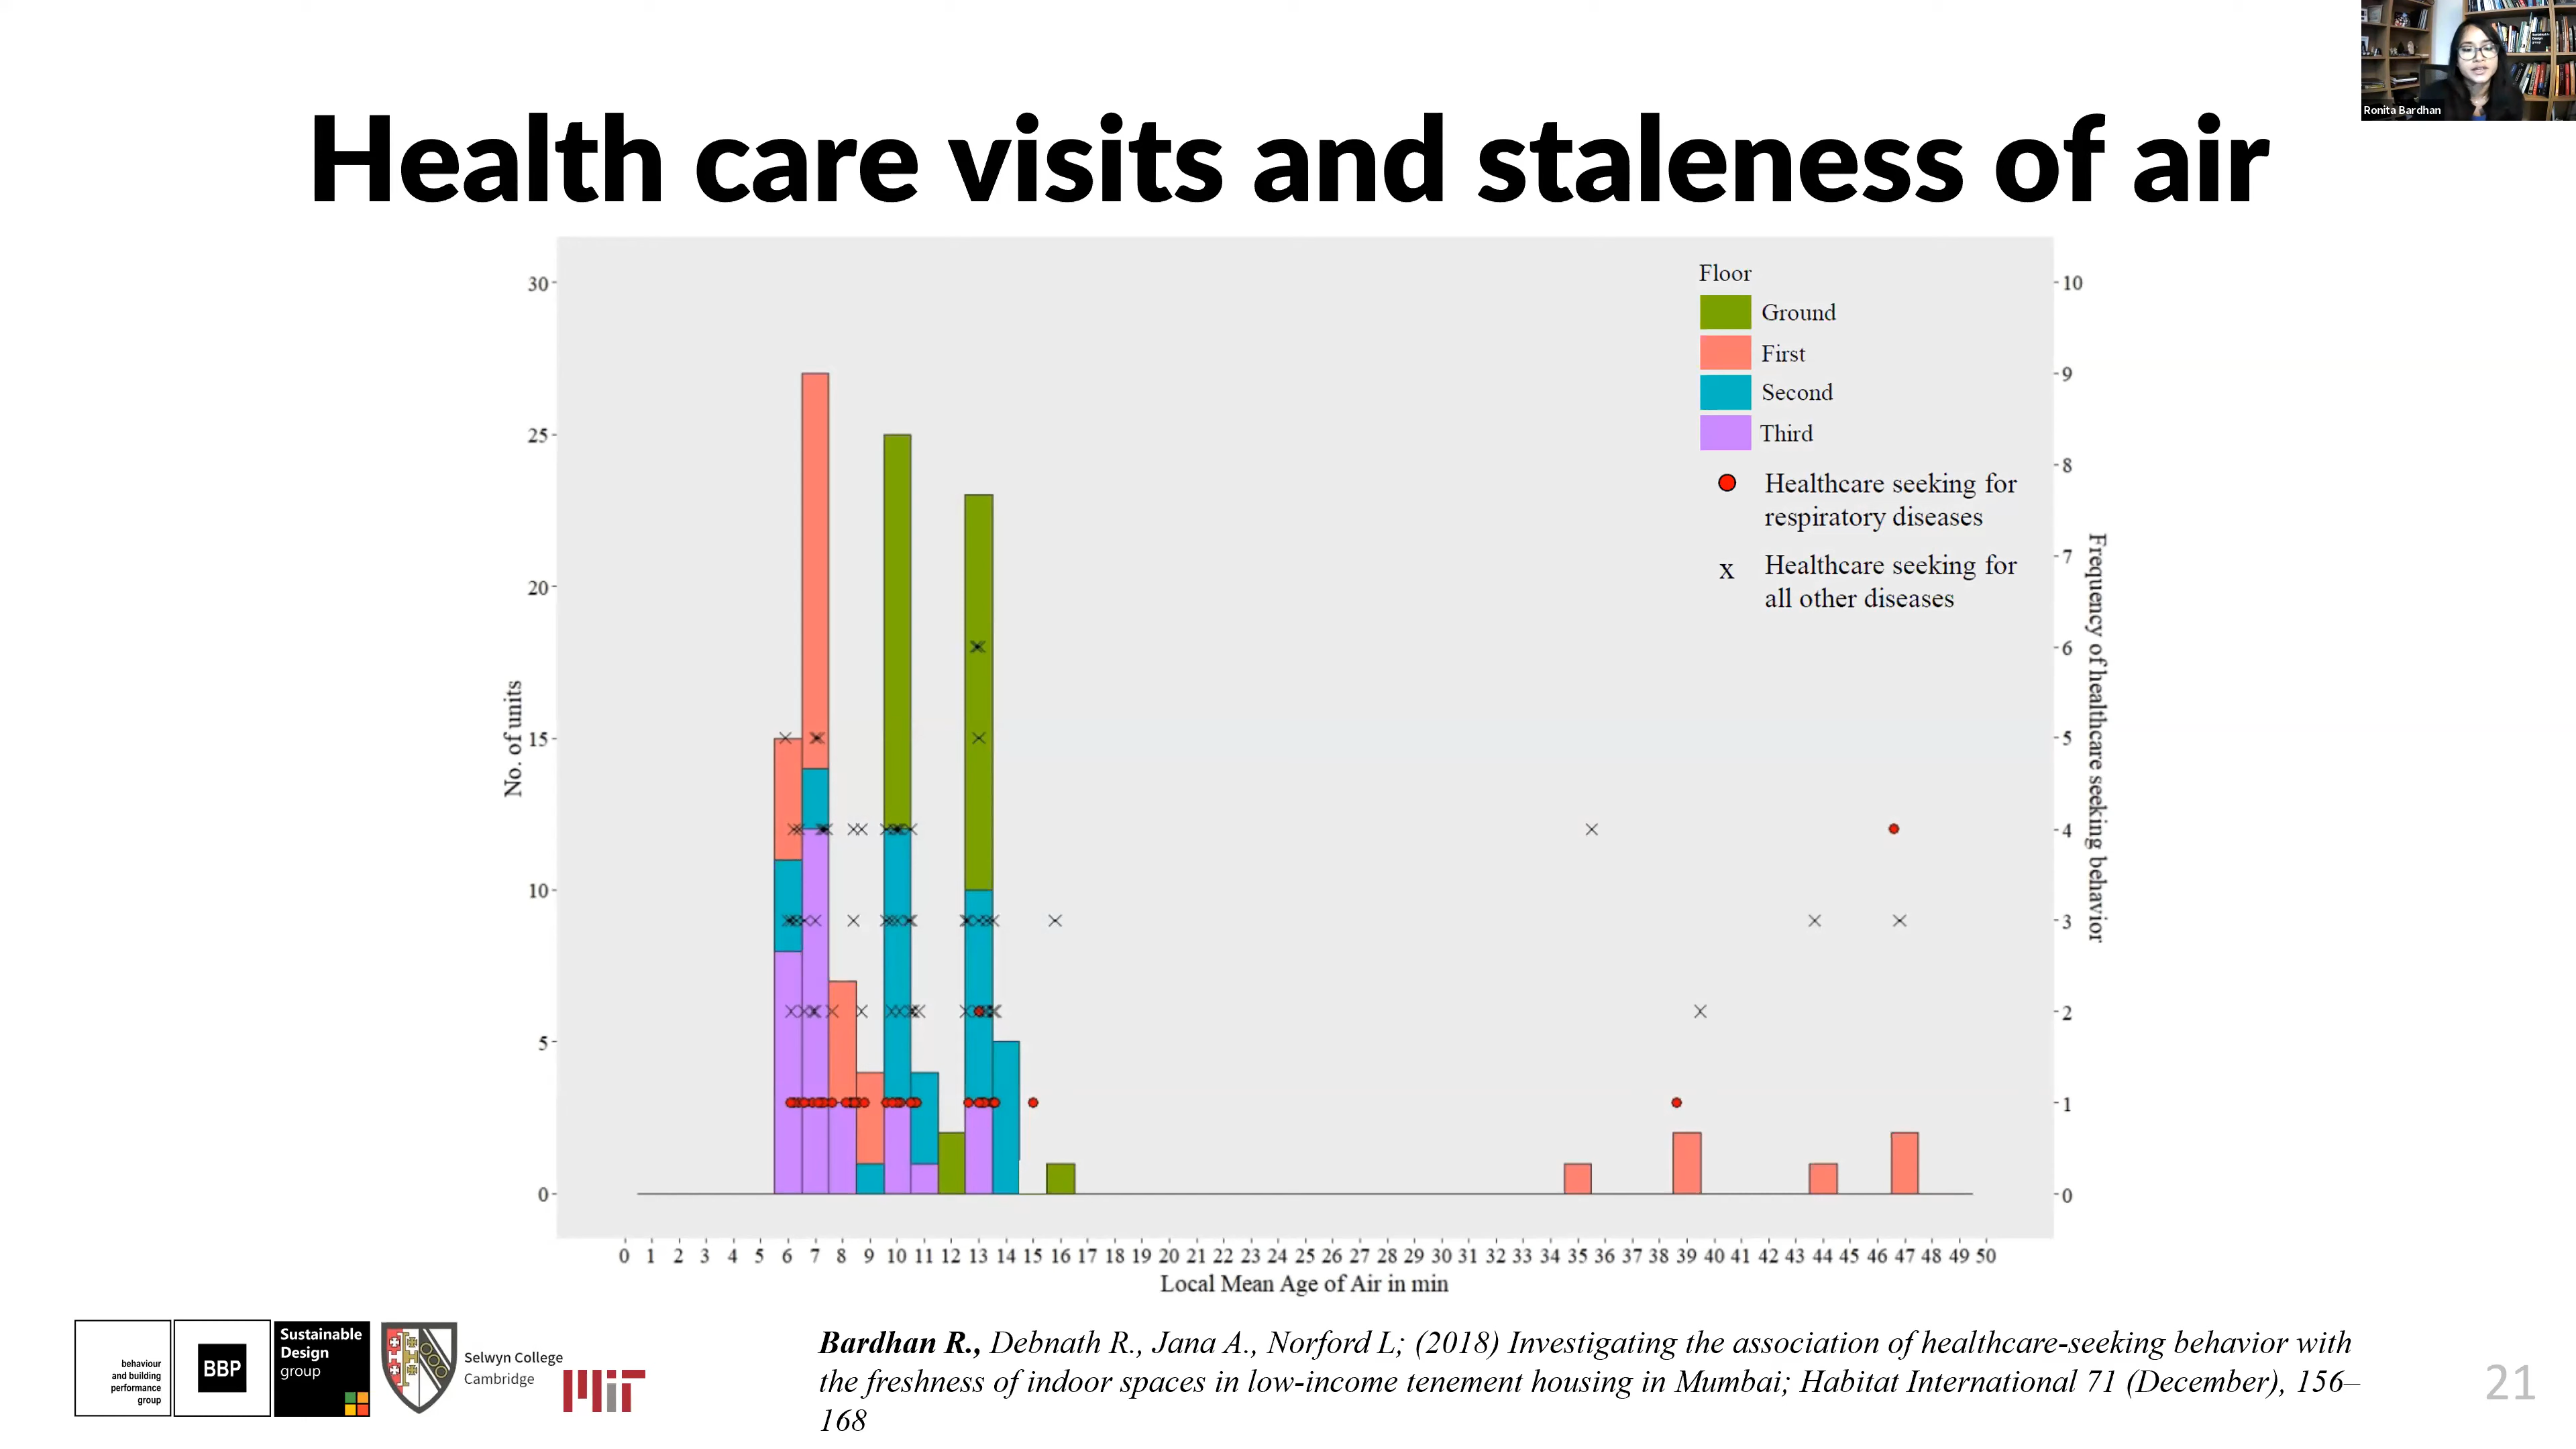 Ronita Bardhan
Health care visits and staleness of air
30
25
20
15
10
5
0
No. of units
Floor
Ground
First
Second
Third
Healthcare seeking for
respiratory diseases
x Healthcare seeking for
all other diseases
10
9
8
7
6
5
4
3
2
1
0
Frequency of healthcare seeking behavior
0 1 2 3 4 5 6 7 8 9 10 11 12 13 14 15 16 17 18 19 20 21 22 23 24 25 26 27 28 29 30 31 32 33 34 35 36 37 38 39 40 41 42 43 44 45 46 47 48 49 50
Local Mean Age of Air in min
behaviour
and building
performance
group
BBP
Sustainable
Design
group
Selwyn College
Cambridge
MIT
Bardhan R., Debnath R., Jana A., Norford L; (2018) Investigating the association of healthcare-seeking behavior with
the freshness of indoor spaces in low-income tenement housing in Mumbai; Habitat International 71 (December), 156–
168
21